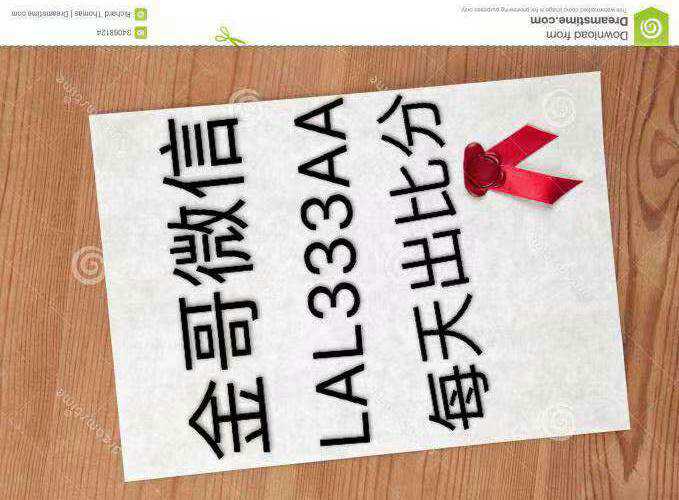 金哥微信
LAL333AA
每天出比分
Download from
Dreamstime.com
This watermarked comp image is for previewing purposes only.
34068124
Richard Thomas | Dreamstime.com